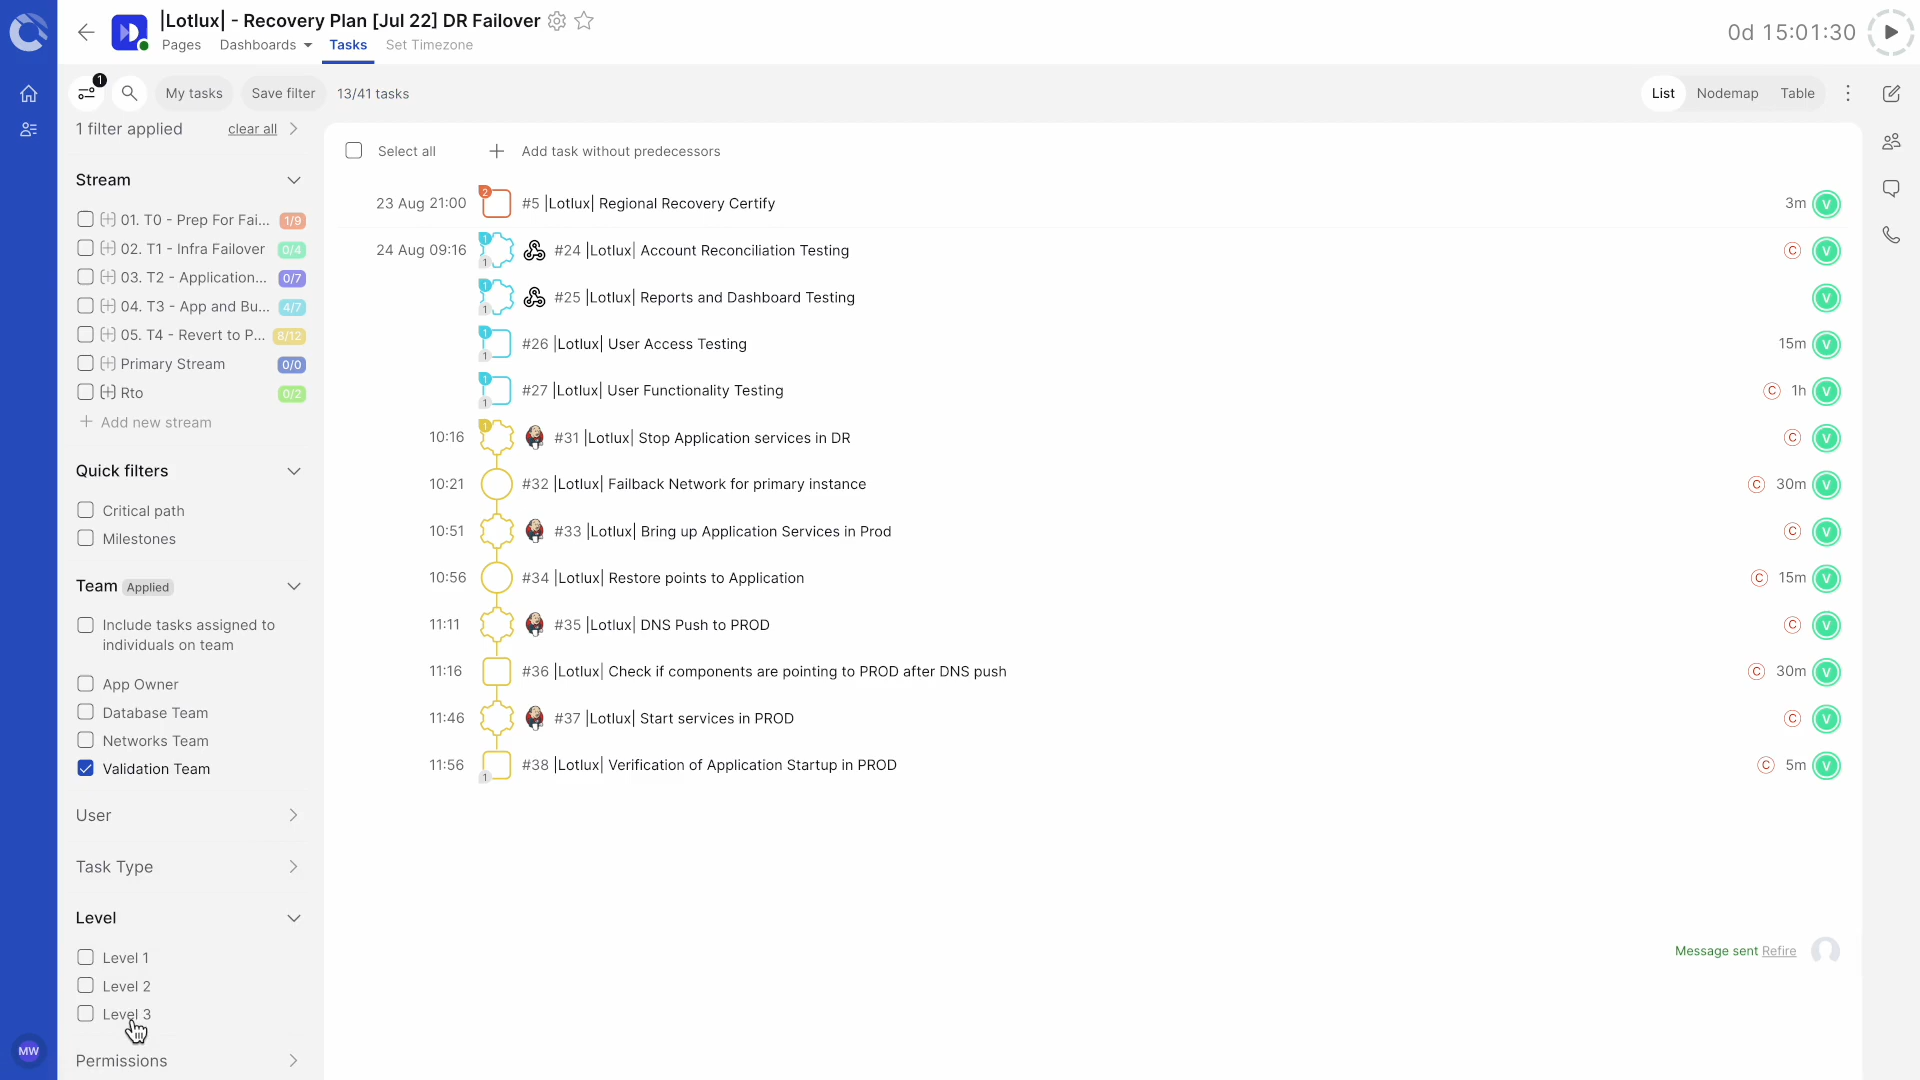 |Lotlux| - Recovery Plan [Jul 22] DR Failover
Pages Dashboards Tasks Set Timezone
0d 15:01:30
1
My tasks Save filter 13/41 tasks
List Nodemap Table
1 filter applied clear all
Stream
01. T0 - Prep For Fai... 1/9
02. T1 - Infra Failover 0/4
03. T2 - Application... 0/7
04. T3 - App and Bu... 4/7
05. T4 - Revert to P... 8/12
Primary Stream 0/0
Rto 0/2
Add new stream
Quick filters
Critical path
Milestones
Team Applied
Include tasks assigned to
individuals on team
App Owner
Database Team
Networks Team
Validation Team
User
Task Type
Level
Level 1
Level 2
Level 3
Permissions
MW
Select all Add task without predecessors
23 Aug 21:00 2 #5 |Lotlux| Regional Recovery Certify 3m V
24 Aug 09:16 1 1 #24 |Lotlux| Account Reconciliation Testing C V
1 1 #25 |Lotlux| Reports and Dashboard Testing V
1 1 #26 |Lotlux| User Access Testing 15m V
1 1 #27 |Lotlux| User Functionality Testing C 1h V
10:16 1 #31 |Lotlux| Stop Application services in DR C V
10:21 #32 |Lotlux| Failback Network for primary instance C 30m V
10:51 #33 |Lotlux| Bring up Application Services in Prod C V
10:56 #34 |Lotlux| Restore points to Application C 15m V
11:11 #35 |Lotlux| DNS Push to PROD C V
11:16 #36 |Lotlux| Check if components are pointing to PROD after DNS push C 30m V
11:46 #37 |Lotlux| Start services in PROD C V
11:56 1 #38 |Lotlux| Verification of Application Startup in PROD C 5m V
Message sent Refire